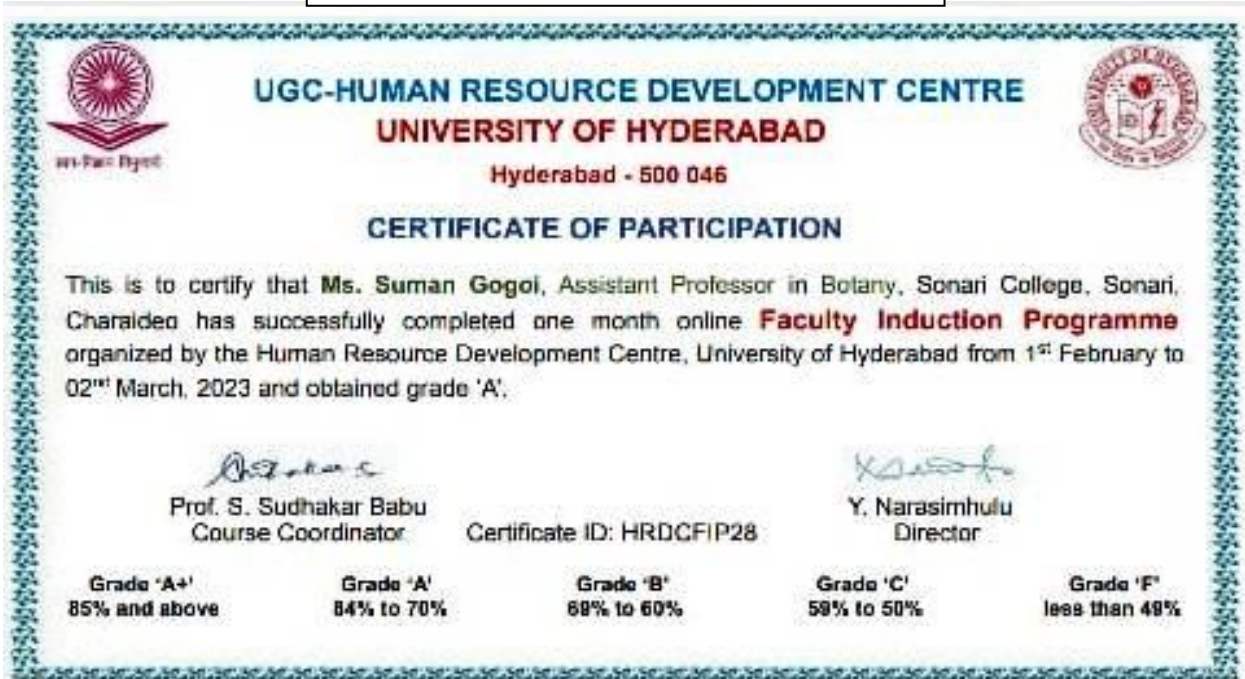 UGC-HUMAN RESOURCE DEVELOPMENT CENTRE
UNIVERSITY OF HYDERABAD
Hyderabad - 500 046
CERTIFICATE OF PARTICIPATION
This is to certify that Ms. Suman Gogoi, Assistant Professor in Botany, Sonari College, Sonari,
Charaideo has successfully completed one month online Faculty Induction Programme
organized by the Human Resource Development Centre, University of Hyderabad from 1st February to
02nd March, 2023 and obtained grade 'A'.
Prof. S. Sudhakar Babu
Course Coordinator
Certificate ID: HRDCFIP28
Y. Narasimhulu
Director
Grade 'A+' Grade 'A' Grade 'B' Grade 'C' Grade 'F'
85% and above 84% to 70% 69% to 60% 59% to 50% less than 49%